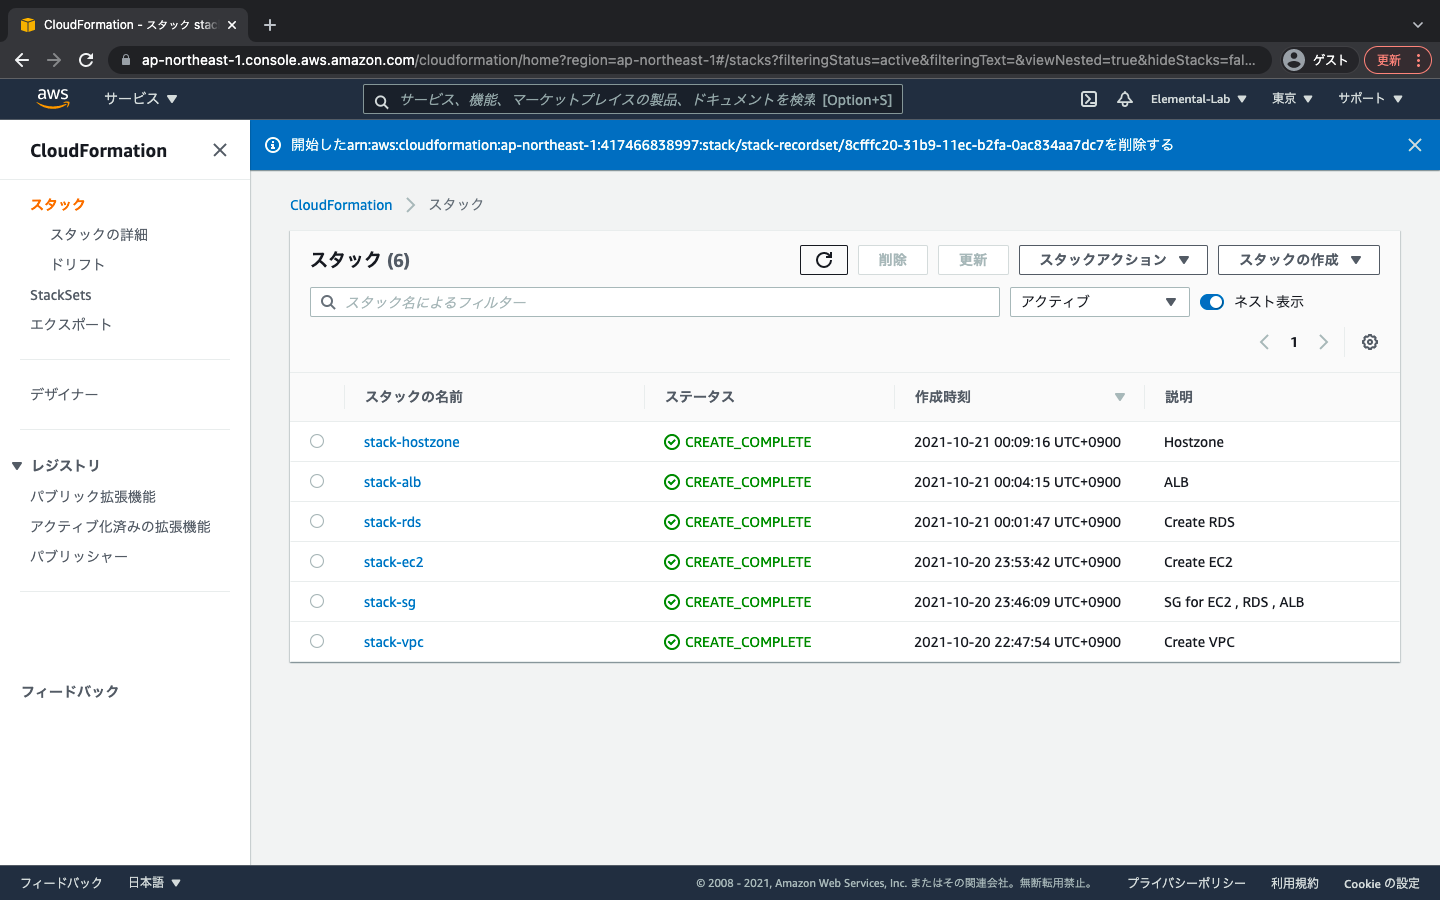 CloudFormation - スタック stac
ap-northeast-1.console.aws.amazon.com/cloudformation/home?region=ap-northeast-1#/stacks?filteringStatus=active&filteringText=&viewNested=true&hideStacks=fal...
ゲスト
更新
aws
サービス
サービス、機能、マーケットプレイスの製品、ドキュメントを検索 [Option+S]
Elemental-Lab
東京
サポート
CloudFormation
スタック
スタックの詳細
ドリフト
StackSets
エクスポート
デザイナー
レジストリ
パブリック拡張機能
アクティブ化済みの拡張機能
パブリッシャー
フィードバック
開始したarn:aws:cloudformation:ap-northeast-1:417466838997:stack/stack-recordset/8cfffc20-31b9-11ec-b2fa-0ac834aa7dc7を削除する
CloudFormation スタック
スタック (6)
削除
更新
スタックアクション
スタックの作成
スタック名によるフィルター
アクティブ
ネスト表示
1
スタックの名前 ステータス 作成時刻 説明
stack-hostzone CREATE_COMPLETE 2021-10-21 00:09:16 UTC+0900 Hostzone
stack-alb CREATE_COMPLETE 2021-10-21 00:04:15 UTC+0900 ALB
stack-rds CREATE_COMPLETE 2021-10-21 00:01:47 UTC+0900 Create RDS
stack-ec2 CREATE_COMPLETE 2021-10-20 23:53:42 UTC+0900 Create EC2
stack-sg CREATE_COMPLETE 2021-10-20 23:46:09 UTC+0900 SG for EC2 , RDS , ALB
stack-vpc CREATE_COMPLETE 2021-10-20 22:47:54 UTC+0900 Create VPC
フィードバック
日本語
© 2008 - 2021, Amazon Web Services, Inc. またはその関連会社。無断転用禁止。
プライバシーポリシー
利用規約
Cookie の設定